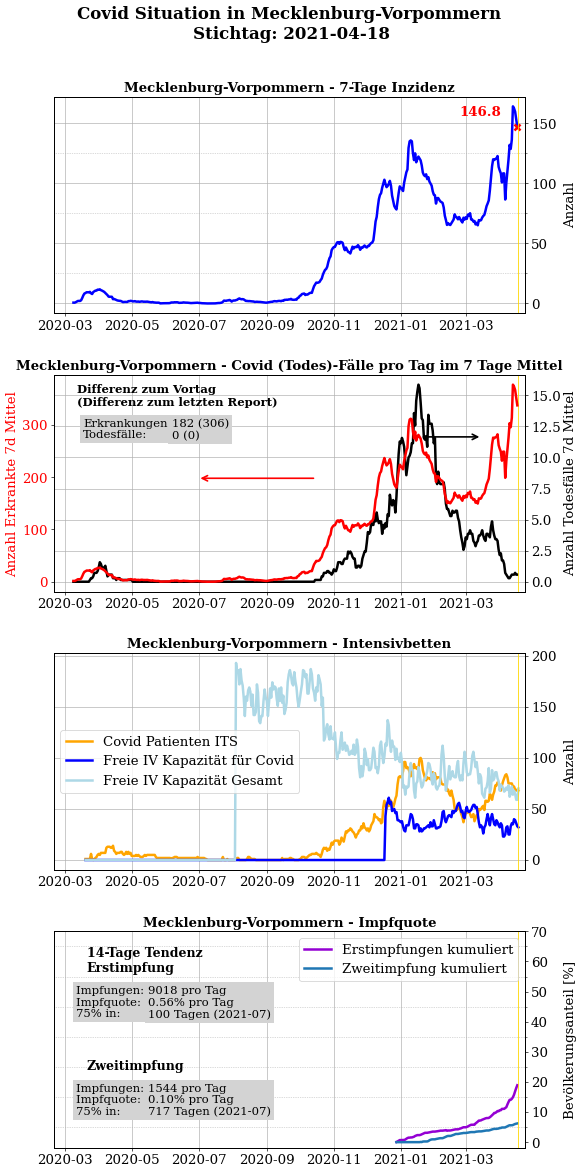 Covid Situation in Mecklenburg-Vorpommern
Stichtag: 2021-04-18
Mecklenburg-Vorpommern - 7-Tage Inzidenz
146.8
150
100
50
0
Anzahl
2020-03 2020-05 2020-07 2020-09 2020-11 2021-01 2021-03
Mecklenburg-Vorpommern - Covid (Todes)-Fälle pro Tag im 7 Tage Mittel
Differenz zum Vortag
(Differenz zum letzten Report)
Erkrankungen 182 (306)
Todesfälle: 0 (0)
Anzahl Erkrankte 7d Mittel
300
200
100
0
15.0
12.5
10.0
7.5
5.0
2.5
0.0
Anzahl Todesfälle 7d Mittel
2020-03 2020-05 2020-07 2020-09 2020-11 2021-01 2021-03
Mecklenburg-Vorpommern - Intensivbetten
Covid Patienten ITS
Freie IV Kapazität für Covid
Freie IV Kapazität Gesamt
200
150
100
50
0
Anzahl
2020-03 2020-05 2020-07 2020-09 2020-11 2021-01 2021-03
Mecklenburg-Vorpommern - Impfquote
14-Tage Tendenz
Erstimpfung
Impfungen: 9018 pro Tag
Impfquote: 0.56% pro Tag
75% in: 100 Tagen (2021-07)
Zweitimpfung
Impfungen: 1544 pro Tag
Impfquote: 0.10% pro Tag
75% in: 717 Tagen (2021-07)
Erstimpfungen kumuliert
Zweitimpfung kumuliert
70
60
50
40
30
20
10
0
Bevölkerungsanteil [%]
2020-03 2020-05 2020-07 2020-09 2020-11 2021-01 2021-03